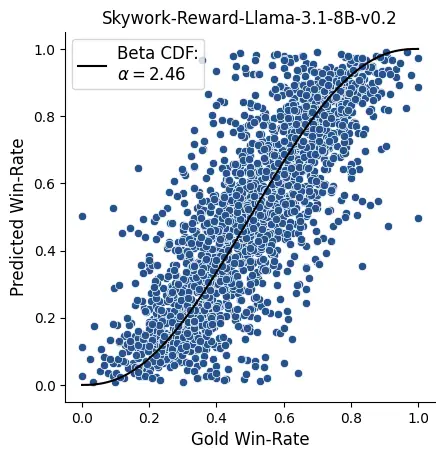 Skywork-Reward-Llama-3.1-8B-v0.2
Beta CDF:
α = 2.46
Predicted Win-Rate
1.0
0.8
0.6
0.4
0.2
0.0
0.0 0.2 0.4 0.6 0.8 1.0
Gold Win-Rate